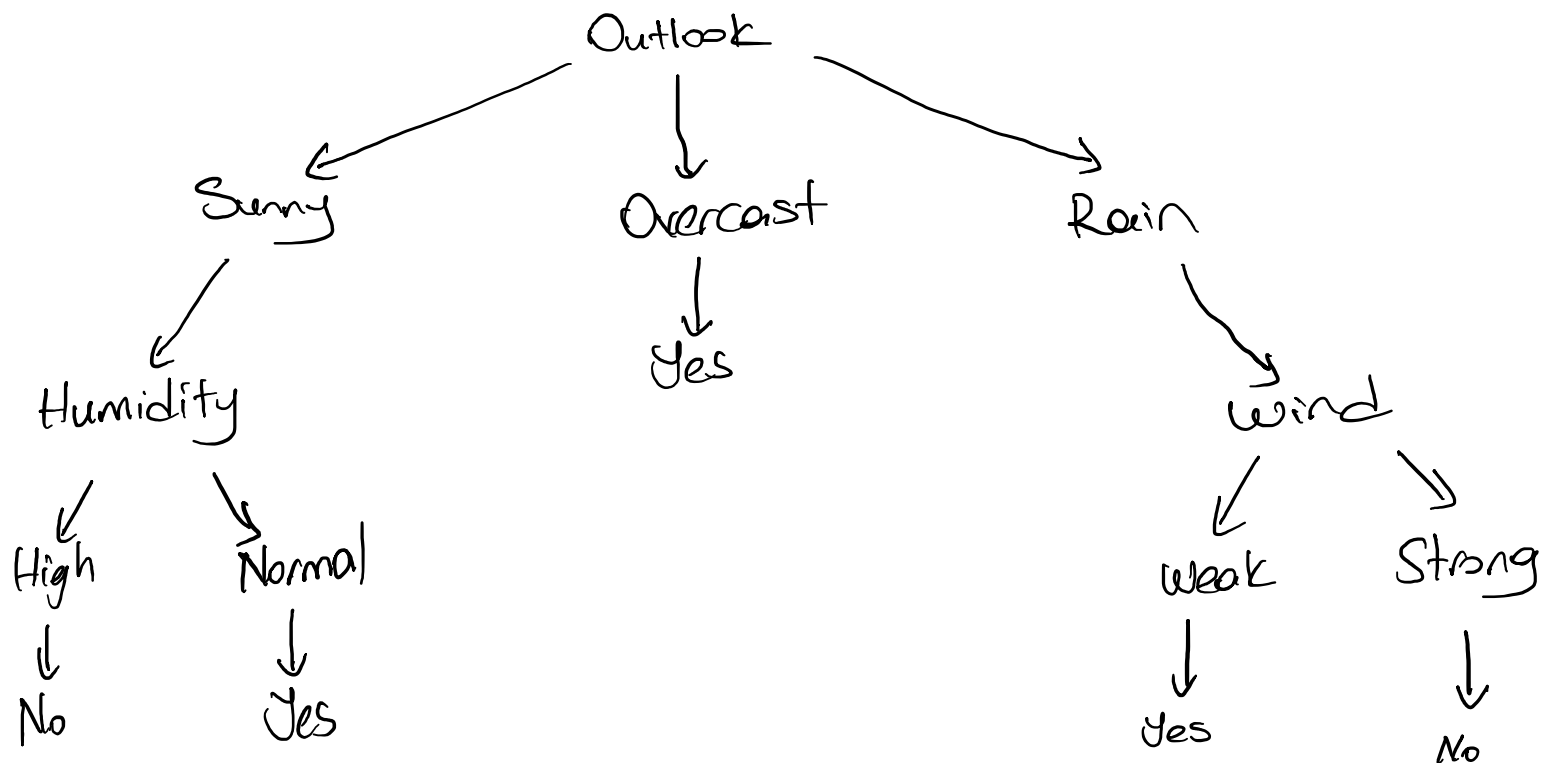 Outlook
Sunny Overcast Rain
Yes
Humidity Wind
High Normal Weak Strong
No Yes Yes No